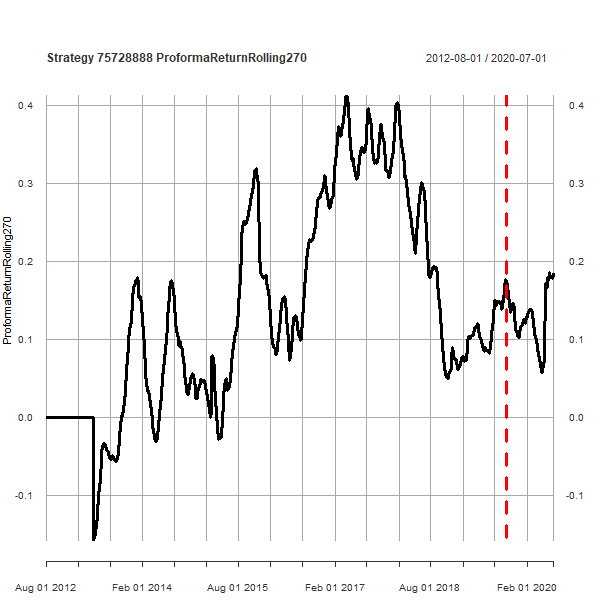 Strategy 75728888 ProformaReturnRolling270 2012-08-01 / 2020-07-01
0.4 0.4
0.3 0.3
0.2 0.2
ProformaReturnRolling270
0.1 0.1
0.0 0.0
-0.1 -0.1
Aug 01 2012 Feb 01 2014 Aug 01 2015 Feb 01 2017 Aug 01 2018 Feb 01 2020